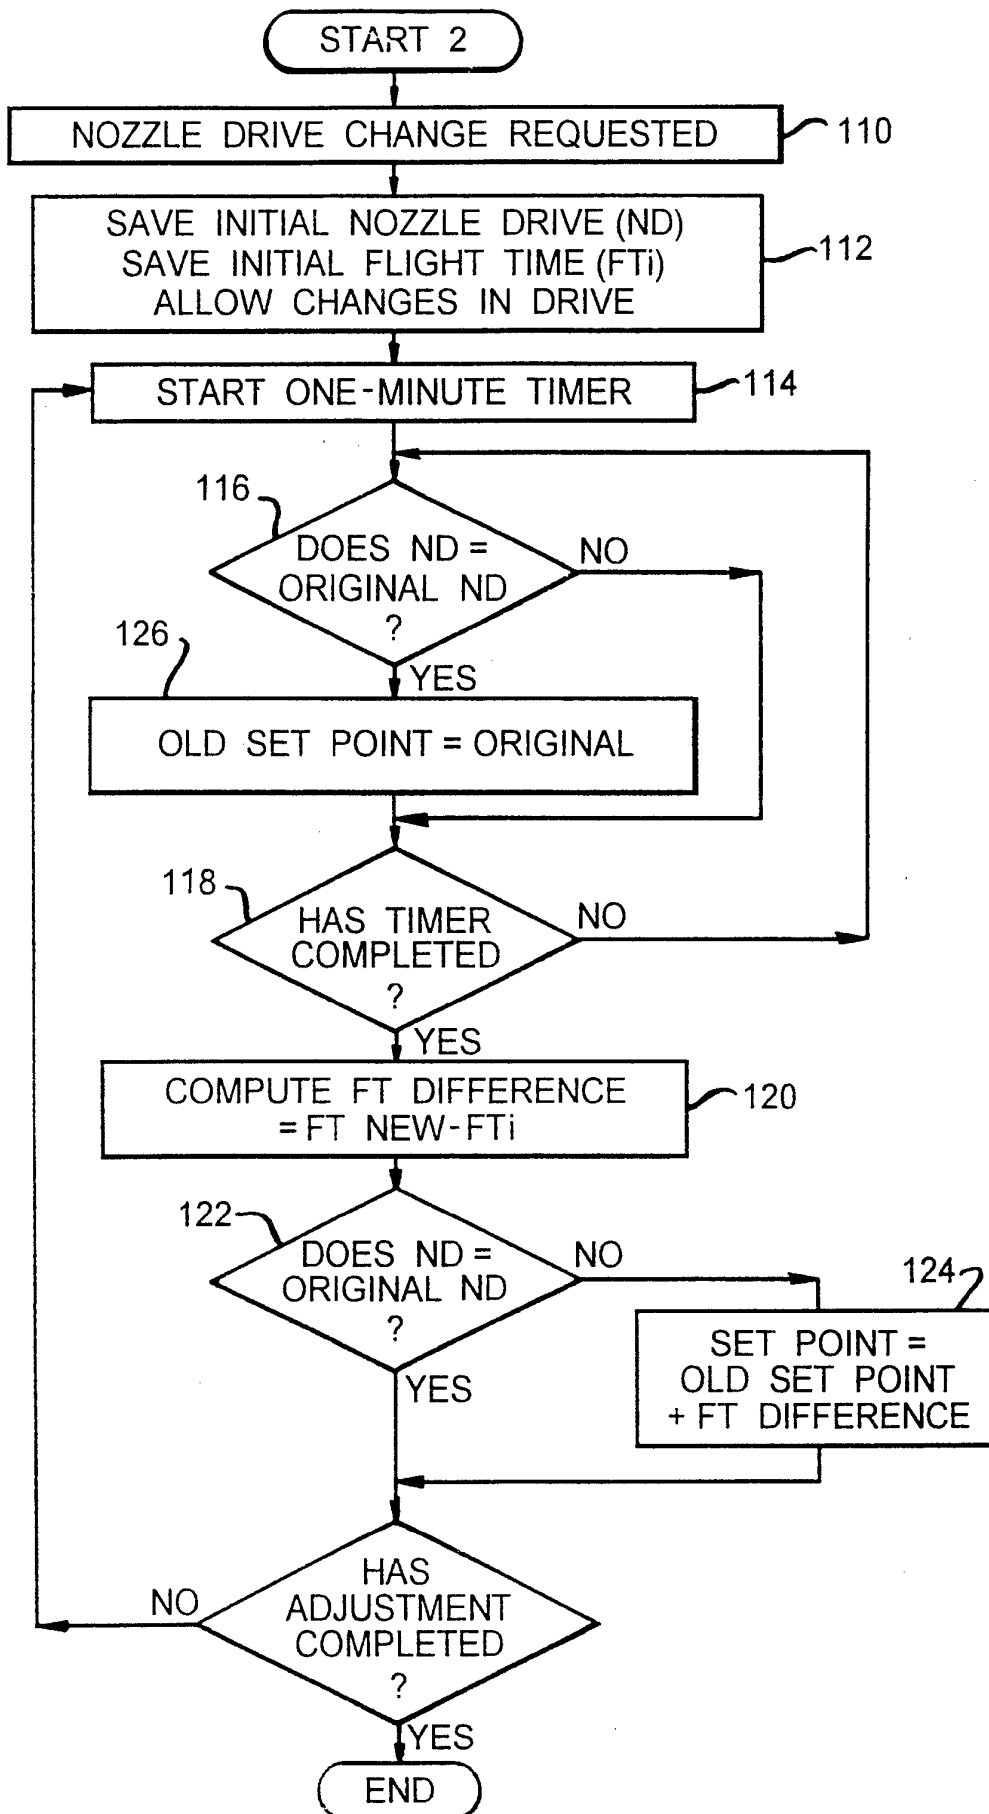 START 2
NOZZLE DRIVE CHANGE REQUESTED
110
SAVE INITIAL NOZZLE DRIVE (ND)
SAVE INITIAL FLIGHT TIME (FTi)
ALLOW CHANGES IN DRIVE
112
START ONE-MINUTE TIMER
114
116
DOES ND =
ORIGINAL ND
?
NO
YES
126
OLD SET POINT = ORIGINAL
118
HAS TIMER
COMPLETED
?
NO
YES
COMPUTE FT DIFFERENCE
= FT NEW-FTi
120
122
DOES ND =
ORIGINAL ND
?
NO
YES
124
SET POINT =
OLD SET POINT
+ FT DIFFERENCE
HAS
ADJUSTMENT
COMPLETED
?
NO
YES
END